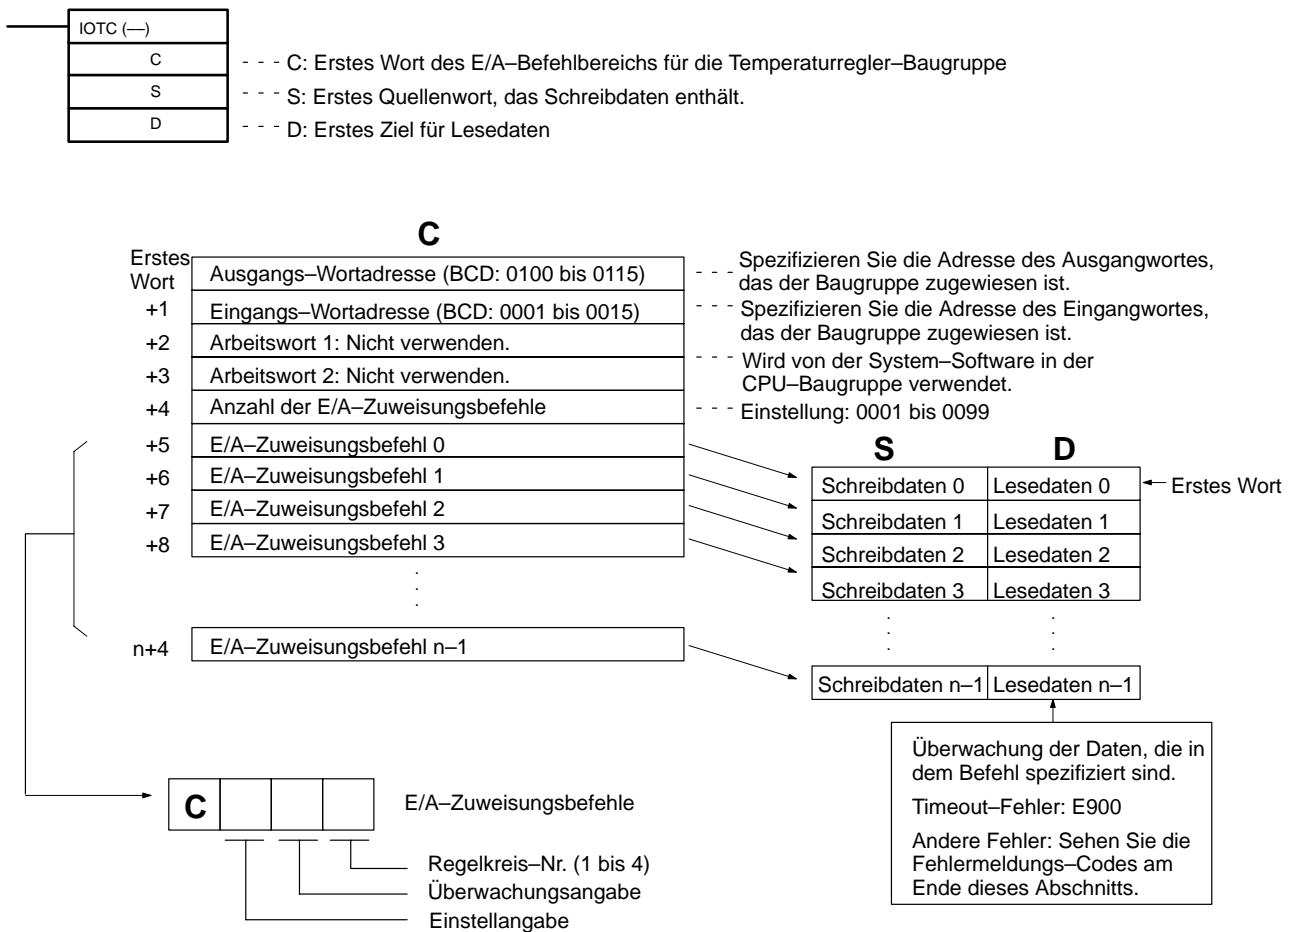 IOTC (—)
C
C: Erstes Wort des E/A–Befehlbereichs für die Temperaturregler–Baugruppe
S
S: Erstes Quellenwort, das Schreibdaten enthält.
D
D: Erstes Ziel für Lesedaten
C
Erstes
Wort
Ausgangs–Wortadresse (BCD: 0100 bis 0115)
Spezifizieren Sie die Adresse des Ausgangwortes,
das der Baugruppe zugewiesen ist.
+1
Eingangs–Wortadresse (BCD: 0001 bis 0015)
Spezifizieren Sie die Adresse des Eingangwortes,
das der Baugruppe zugewiesen ist.
+2
Arbeitswort 1: Nicht verwenden.
Wird von der System–Software in der
CPU–Baugruppe verwendet.
+3
Arbeitswort 2: Nicht verwenden.
+4
Anzahl der E/A–Zuweisungsbefehle
Einstellung: 0001 bis 0099
+5
E/A–Zuweisungsbefehl 0
+6
E/A–Zuweisungsbefehl 1
+7
E/A–Zuweisungsbefehl 2
+8
E/A–Zuweisungsbefehl 3
n+4
E/A–Zuweisungsbefehl n–1
S
D
Schreibdaten 0
Lesedaten 0
Erstes Wort
Schreibdaten 1
Lesedaten 1
Schreibdaten 2
Lesedaten 2
Schreibdaten 3
Lesedaten 3
Schreibdaten n–1
Lesedaten n–1
Überwachung der Daten, die in
dem Befehl spezifiziert sind.
Timeout–Fehler: E900
Andere Fehler: Sehen Sie die
Fehlermeldungs–Codes am
Ende dieses Abschnitts.
C
E/A–Zuweisungsbefehle
Regelkreis–Nr. (1 bis 4)
Überwachungsangabe
Einstellangabe